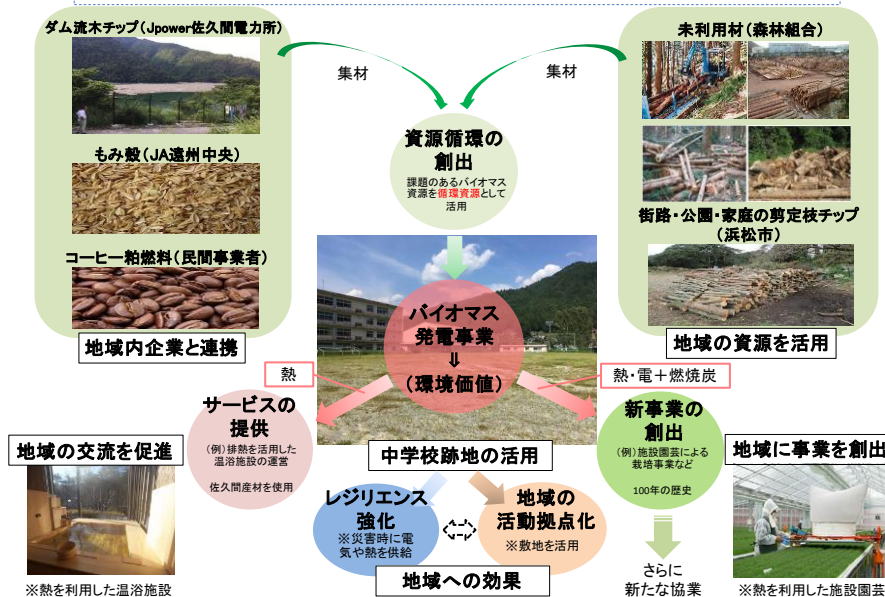 ダム流木チップ（Jpower佐久間電力所）
もみ殻（JA遠州中央）
コーヒー粕燃料（民間事業者）
地域内企業と連携
集材
集材
未利用材（森林組合）
街路・公園・家庭の剪定枝チップ
（浜松市）
地域の資源を活用
資源循環の
創出
課題のあるバイオマス
資源を循環資源として
活用
バイオマス
発電事業
⇓
（環境価値）
熱
熱・電＋燃焼炭
サービスの
提供
（例）排熱を活用した
温浴施設の運営
佐久間産材を使用
地域の交流を促進
※熱を利用した温浴施設
中学校跡地の活用
レジリエンス
強化
※災害時に電
気や熱を供給
地域の
活動拠点化
※敷地を活用
地域への効果
新事業の
創出
（例）施設園芸による
栽培事業など
100年の歴史
さらに
新たな協業
地域に事業を創出
※熱を利用した施設園芸